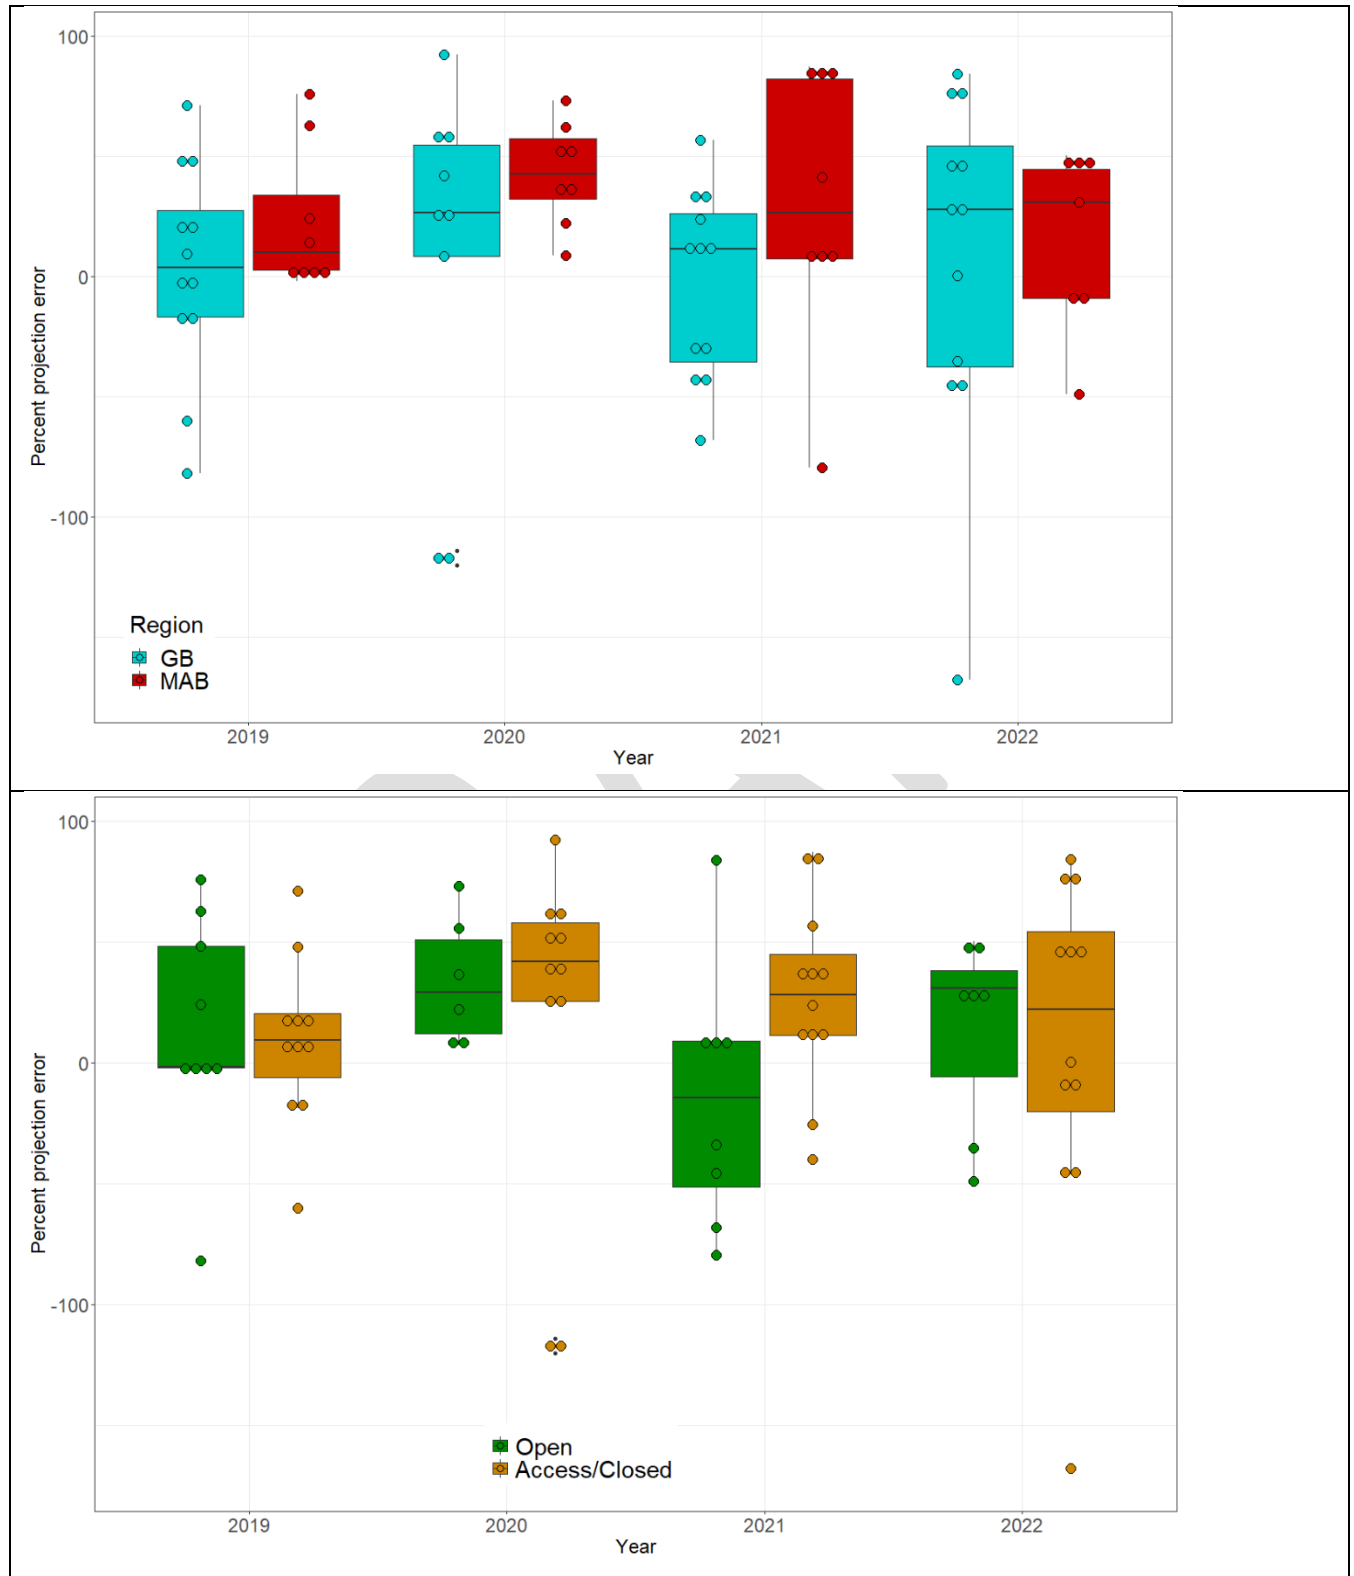 100
0
-100
Percent projection error
Region
GB
MAB
2019 2020 2021 2022
Year
100
0
-100
Percent projection error
Open
Access/Closed
2019 2020 2021 2022
Year